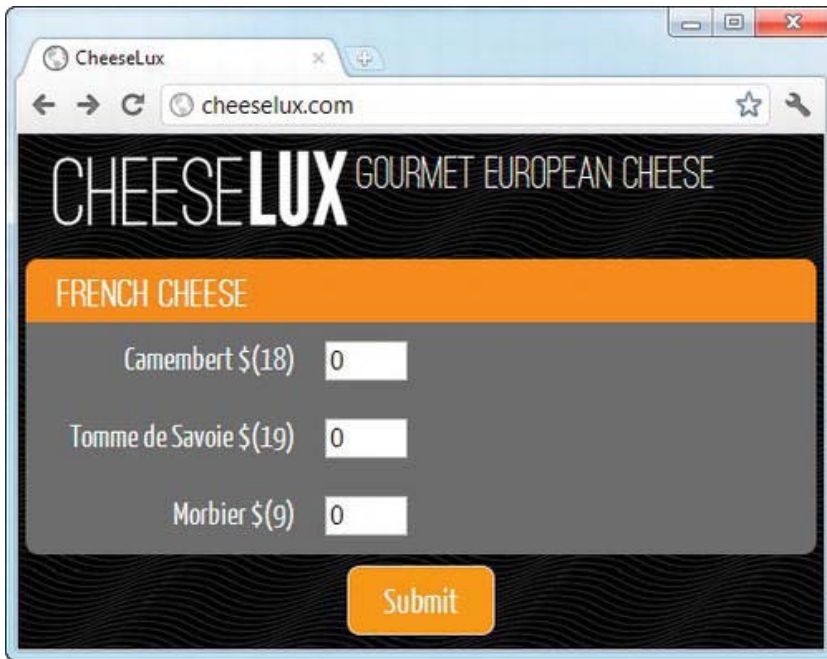 CheeseLux
cheeselux.com
CHEESELUX GOURMET EUROPEAN CHEESE
FRENCH CHEESE
Camembert $(18) 0
Tomme de Savoie $(19) 0
Morbier $(9) 0
Submit